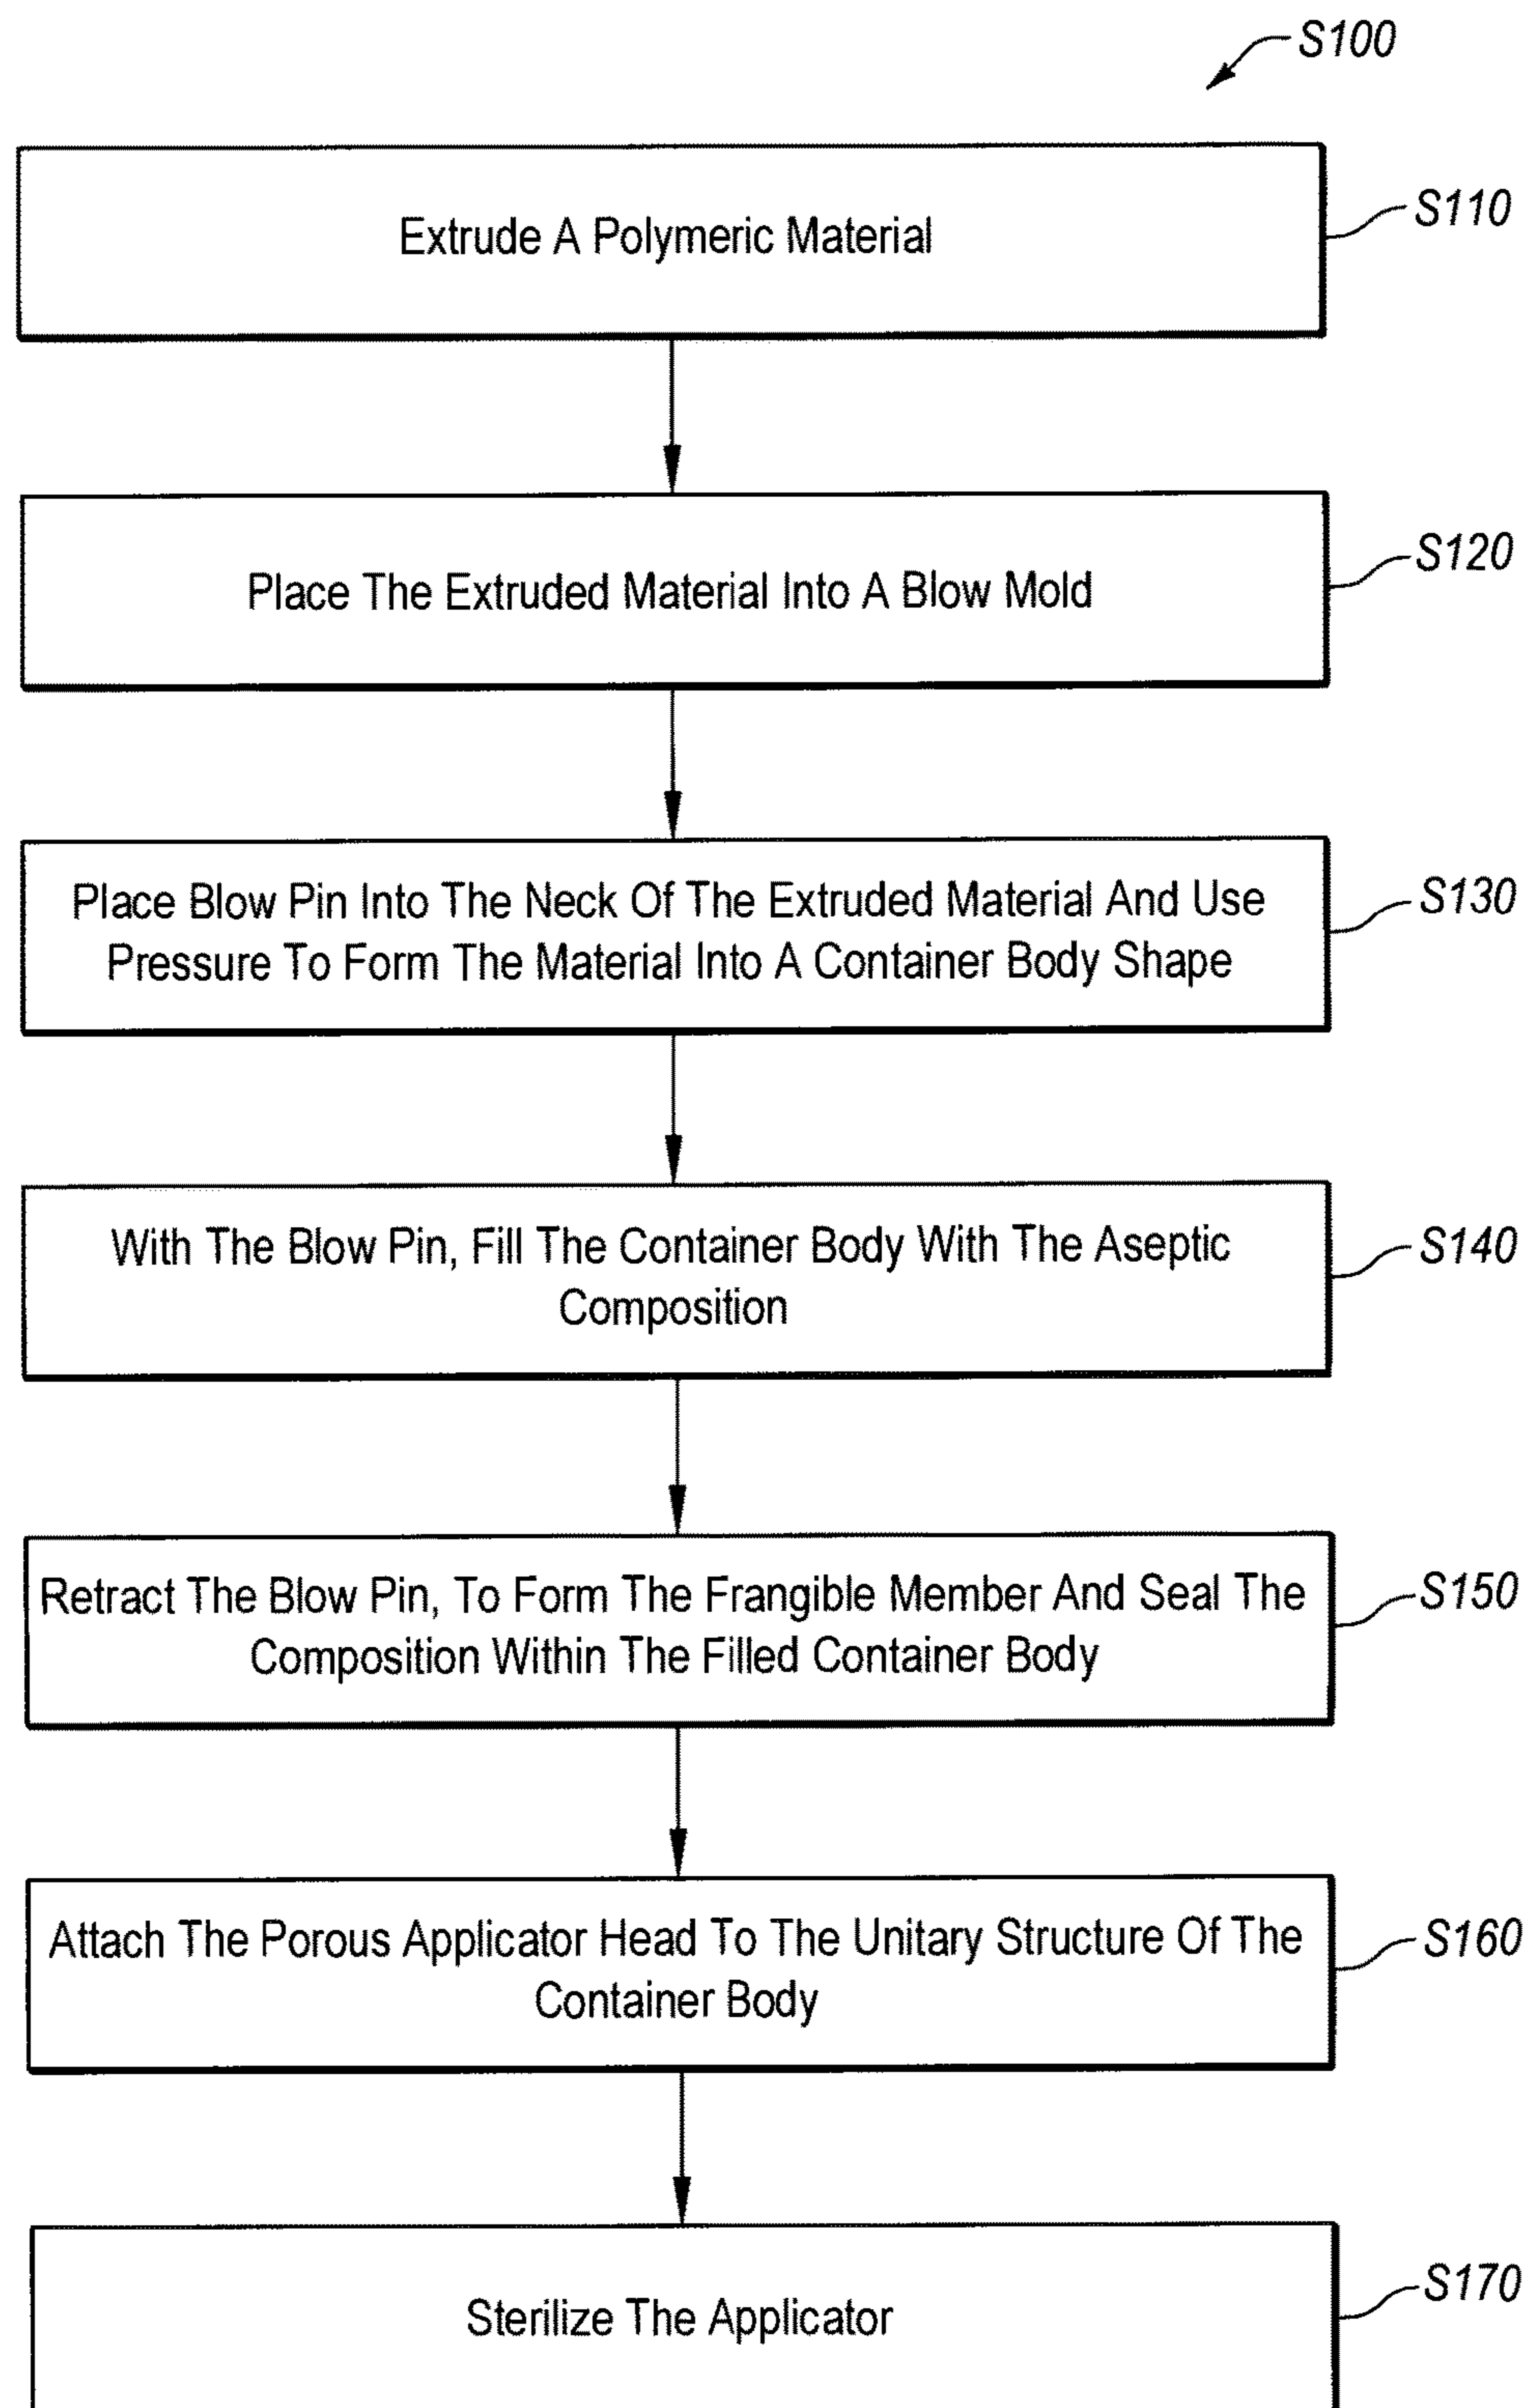 S100
Extrude A Polymeric Material
S110
Place The Extruded Material Into A Blow Mold
S120
Place Blow Pin Into The Neck Of The Extruded Material And Use
Pressure To Form The Material Into A Container Body Shape
S130
With The Blow Pin, Fill The Container Body With The Aseptic
Composition
S140
Retract The Blow Pin, To Form The Frangible Member And Seal The
Composition Within The Filled Container Body
S150
Attach The Porous Applicator Head To The Unitary Structure Of The
Container Body
S160
Sterilize The Applicator
S170